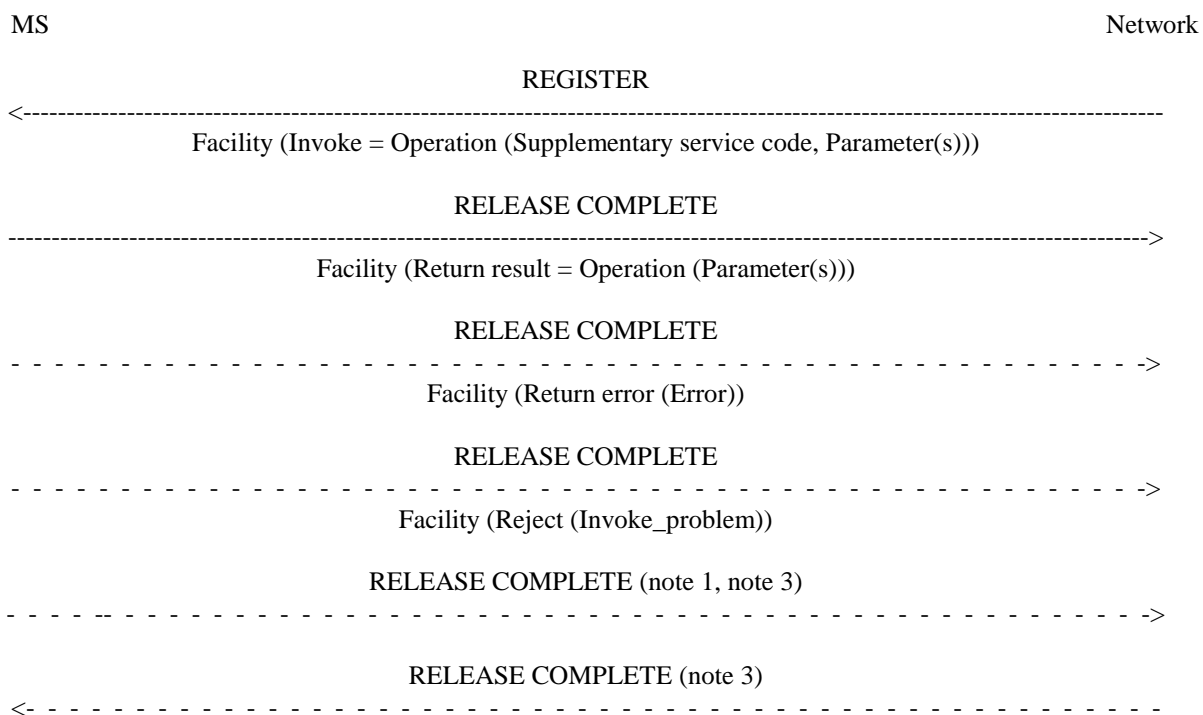 MS Network
REGISTER
<------------------------------------------------------------------------------------------------------------------------------------
Facility (Invoke = Operation (Supplementary service code, Parameter(s)))
RELEASE COMPLETE
------------------------------------------------------------------------------------------------------------------------------------>
Facility (Return result = Operation (Parameter(s)))
RELEASE COMPLETE
- - - - - - - - - - - - - - - - - - - - - - - - - - - - - - - - - - - - - - - - - - - - - - - - - - - ->
Facility (Return error (Error))
RELEASE COMPLETE
- - - - - - - - - - - - - - - - - - - - - - - - - - - - - - - - - - - - - - - - - - - - - - - - - - - ->
Facility (Reject (Invoke_problem))
RELEASE COMPLETE (note 1, note 3)
- - - - -- - - - - - - - - - - - - - - - - - - - - - - - - - - - - - - - - - - - - - - - - - - - - - - ->
RELEASE COMPLETE (note 3)
<- - - - - - - - - - - - - - - - - - - - - - - - - - - - - - - - - - - - - - - - - - - - - - - - - - - -